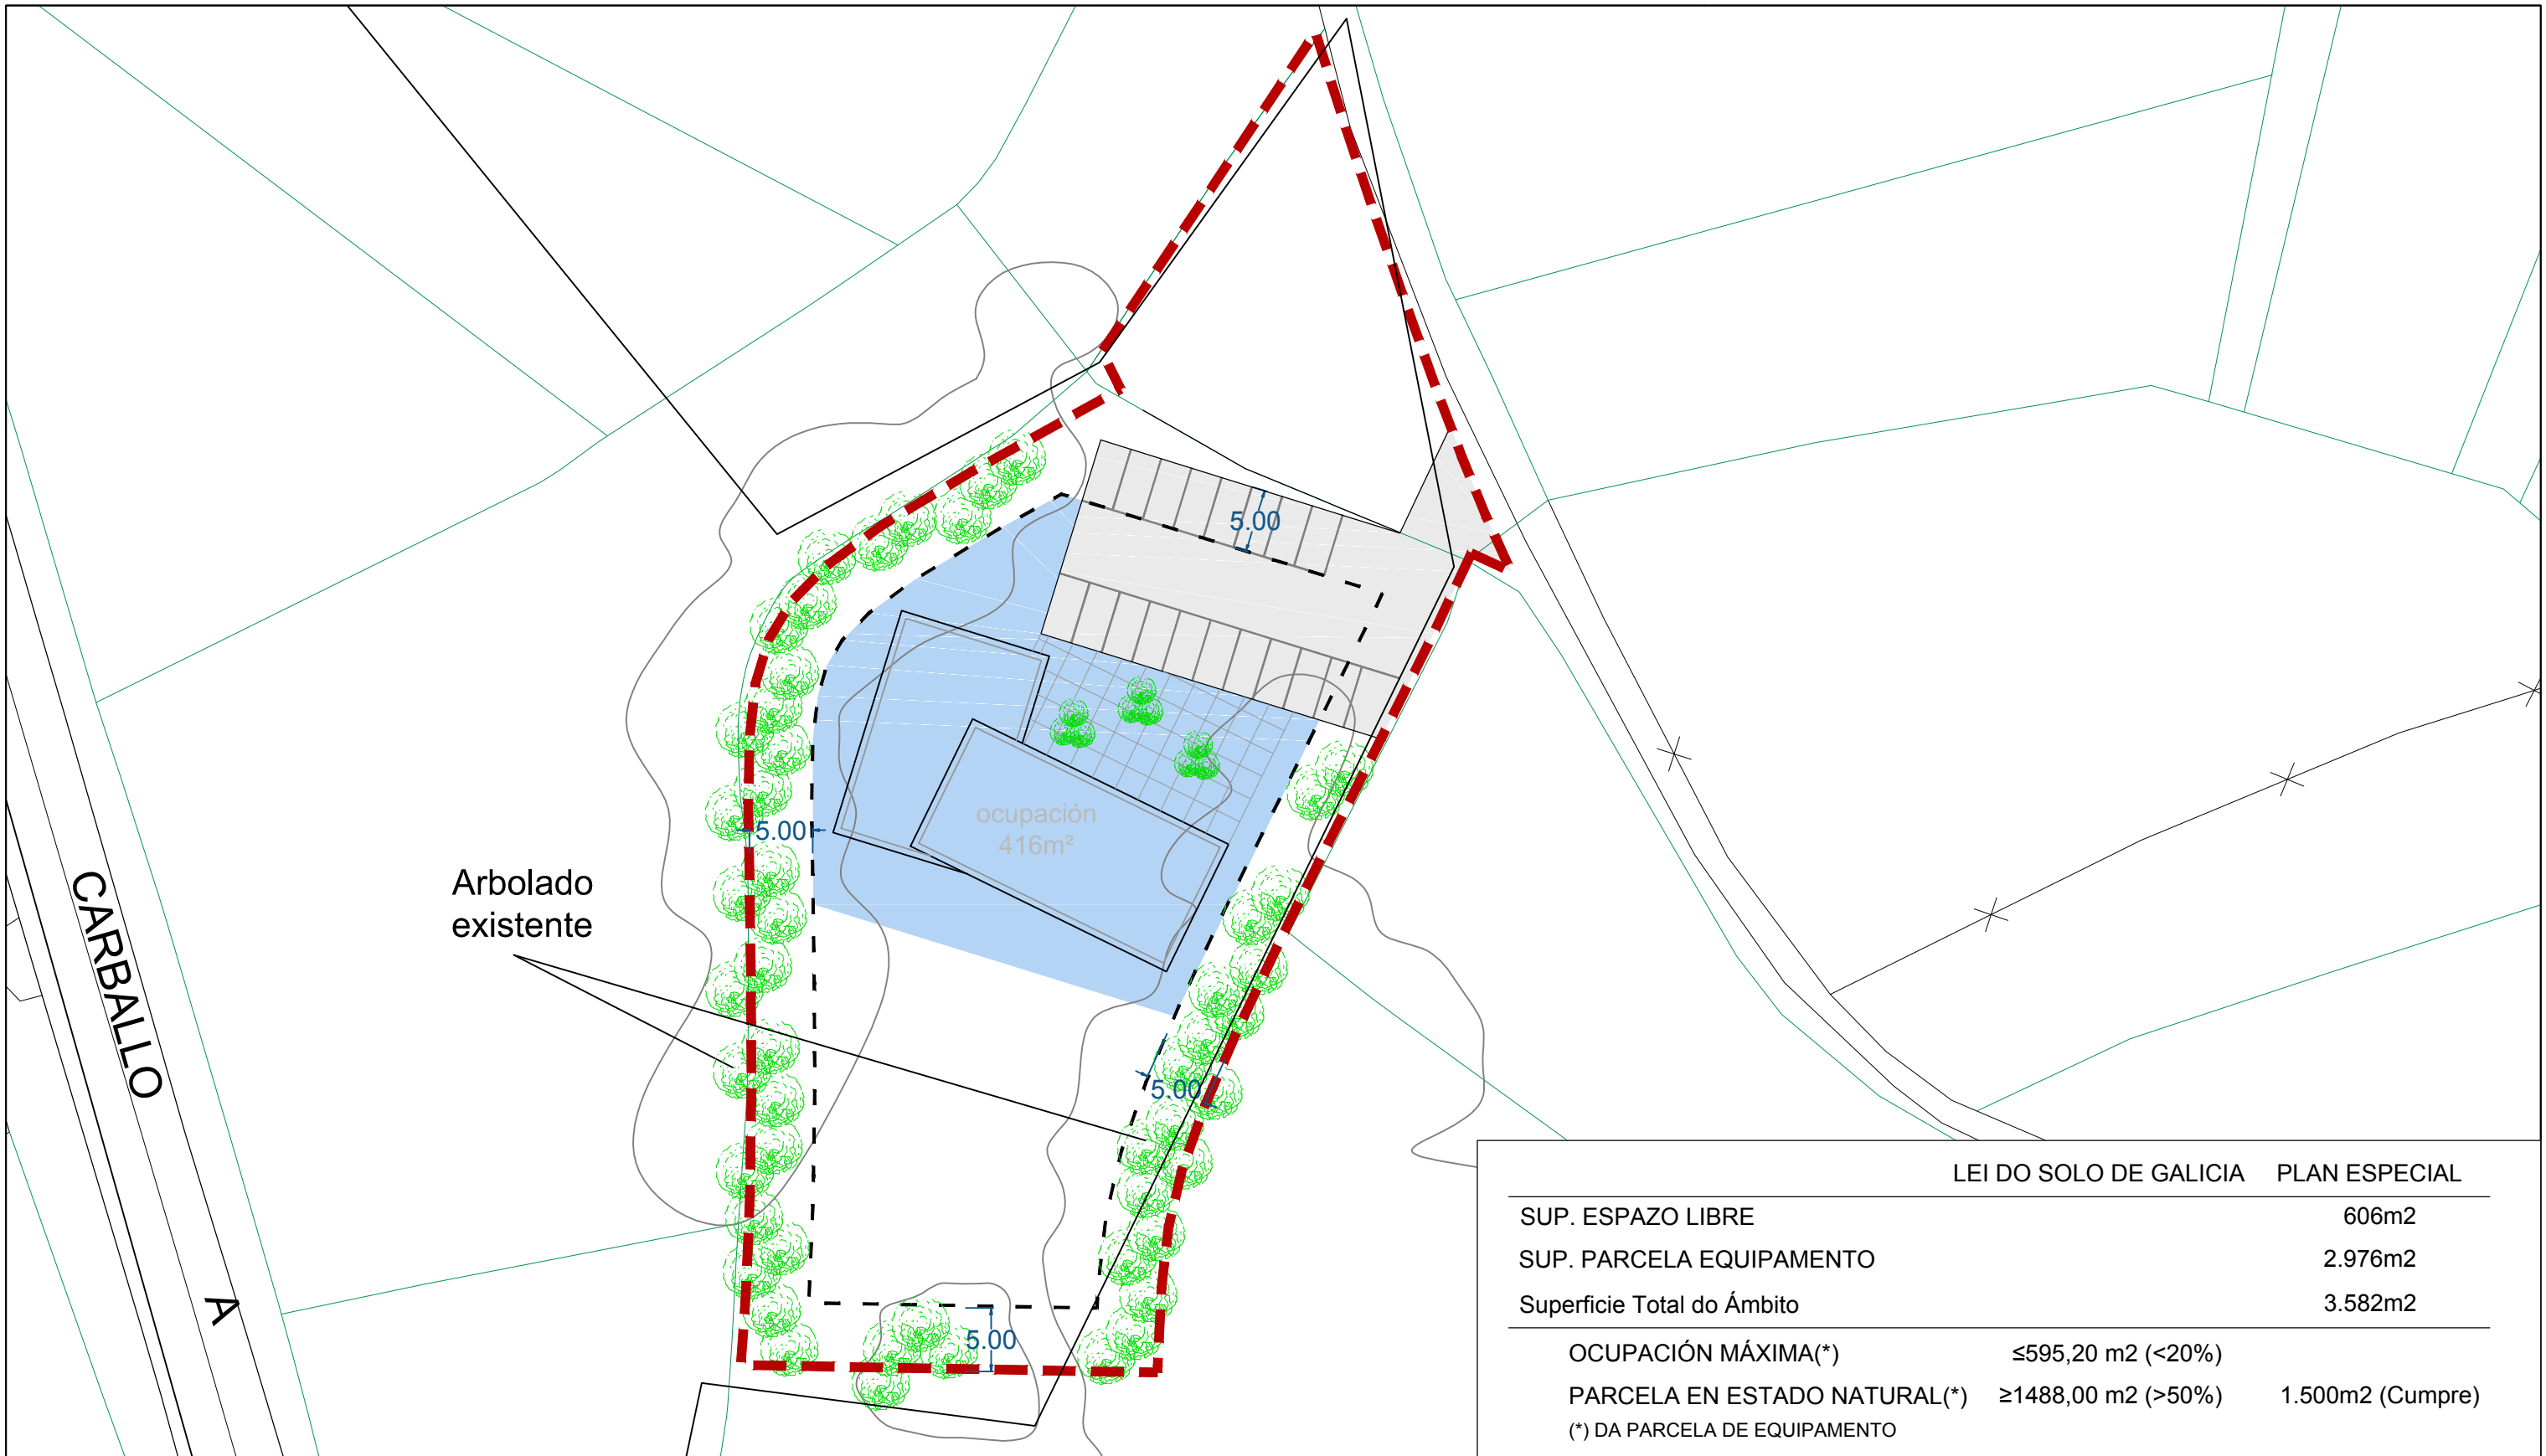 5.00
ocupación
416m²
5.00
Arbolado
existente
CARBALLO
A
5.00
5.00
LEI DO SOLO DE GALICIA PLAN ESPECIAL
SUP. ESPAZO LIBRE 606m2
SUP. PARCELA EQUIPAMENTO 2.976m2
Superficie Total do Ámbito 3.582m2
OCUPACIÓN MÁXIMA(*) ≤595,20 m2 (<20%)
PARCELA EN ESTADO NATURAL(*) ≥1488,00 m2 (>50%) 1.500m2 (Cumpre)
(*) DA PARCELA DE EQUIPAMENTO